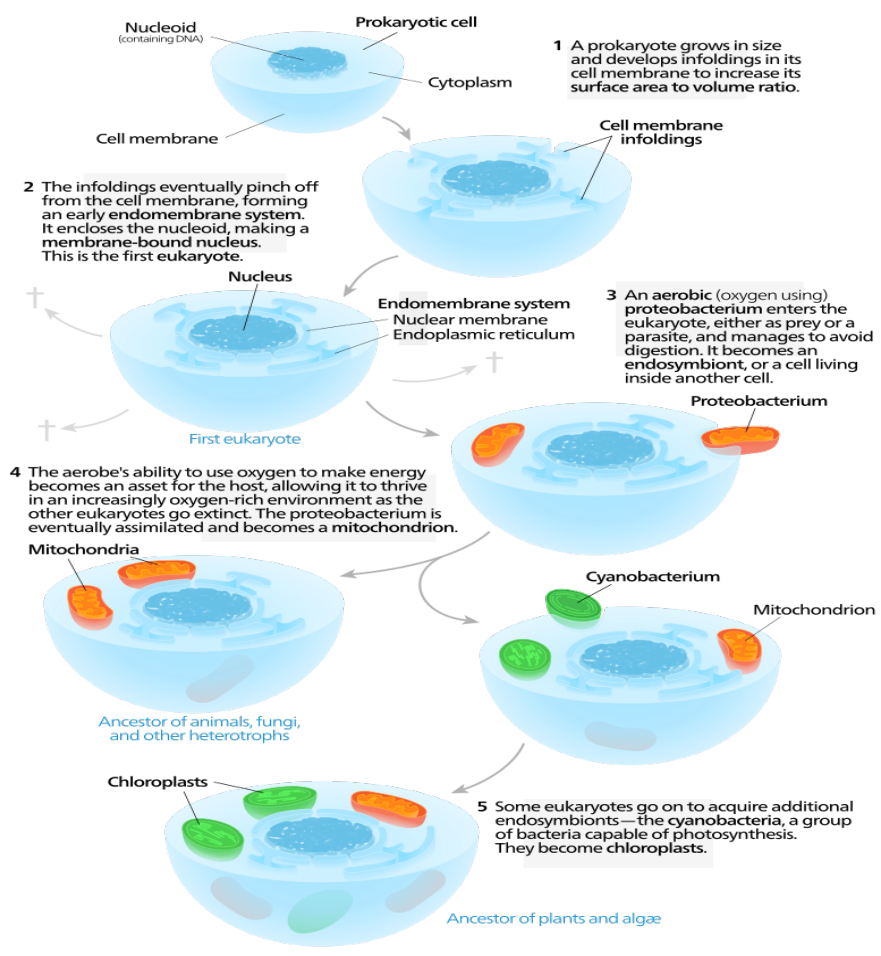 Nucleoid
(containing DNA)
Prokaryotic cell
Cytoplasm
Cell membrane
1 A prokaryote grows in size
and develops infoldings in its
cell membrane to increase its
surface area to volume ratio.
Cell membrane
infoldings
2 The infoldings eventually pinch off
from the cell membrane, forming
an early endomembrane system.
It encloses the nucleoid, making a
membrane-bound nucleus.
This is the first eukaryote.
Nucleus
Endomembrane system
Nuclear membrane
Endoplasmic reticulum
First eukaryote
3 An aerobic (oxygen using)
proteobacterium enters the
eukaryote, either as prey or a
parasite, and manages to avoid
digestion. It becomes an
endosymbiont, or a cell living
inside another cell.
Proteobacterium
4 The aerobe's ability to use oxygen to make energy
becomes an asset for the host, allowing it to thrive
in an increasingly oxygen-rich environment as the
other eukaryotes go extinct. The proteobacterium is
eventually assimilated and becomes a mitochondrion.
Mitochondria
Ancestor of animals, fungi,
and other heterotrophs
Cyanobacterium
Mitochondrion
Chloroplasts
5 Some eukaryotes go on to acquire additional
endosymbionts—the cyanobacteria, a group
of bacteria capable of photosynthesis.
They become chloroplasts.
Ancestor of plants and algæ